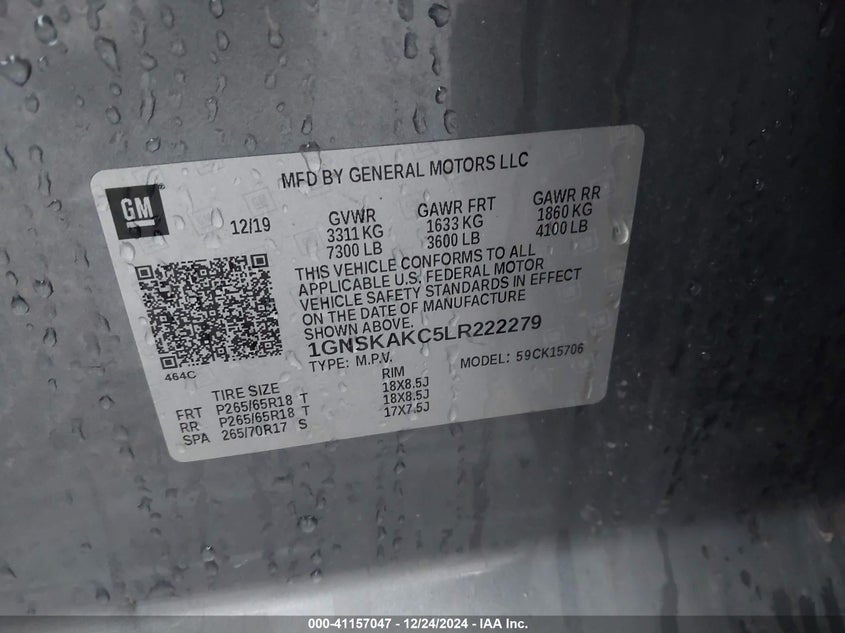 MFD BY GENERAL MOTORS LLC
GM
®
12/19
GVWR GAWR FRT GAWR RR
3311 KG 1633 KG 1860 KG
7300 LB 3600 LB 4100 LB
THIS VEHICLE CONFORMS TO ALL
APPLICABLE U.S. FEDERAL MOTOR
VEHICLE SAFETY STANDARDS IN EFFECT
ON THE DATE OF MANUFACTURE
SHOWN ABOVE.
1GNSKAKC5LR222279
TYPE: M.P.V. MODEL: 59CK15706
464C
TIRE SIZE RIM
FRT P265/65R18 T 18X8.5J
RR P265/65R18 T 18X8.5J
SPA 265/70R17 S 17X7.5J
000-41157047 - 12/24/2024 - IAA Inc.